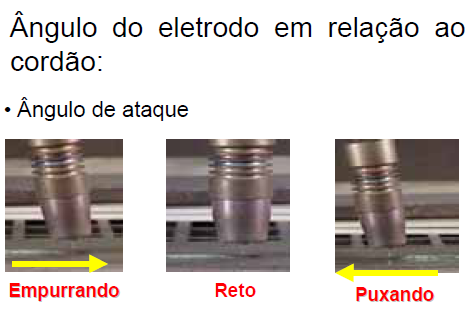 Ângulo do eletrodo em relação ao
cordão:
• Ângulo de ataque
Empurrando
Reto
Puxando